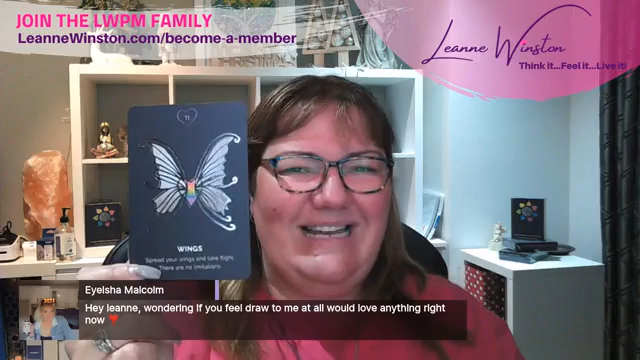 JOIN THE LWPM FAMILY
LeanneWinston.com/become-a-member
Leanne Winston
Think it...Feel it...Live it!
11
WINGS
Spread your wings and take flight.
There are no limitations.
Eyeisha Malcolm
Hey leanne, wondering if you feel draw to me at all would love anything right
now ❤️